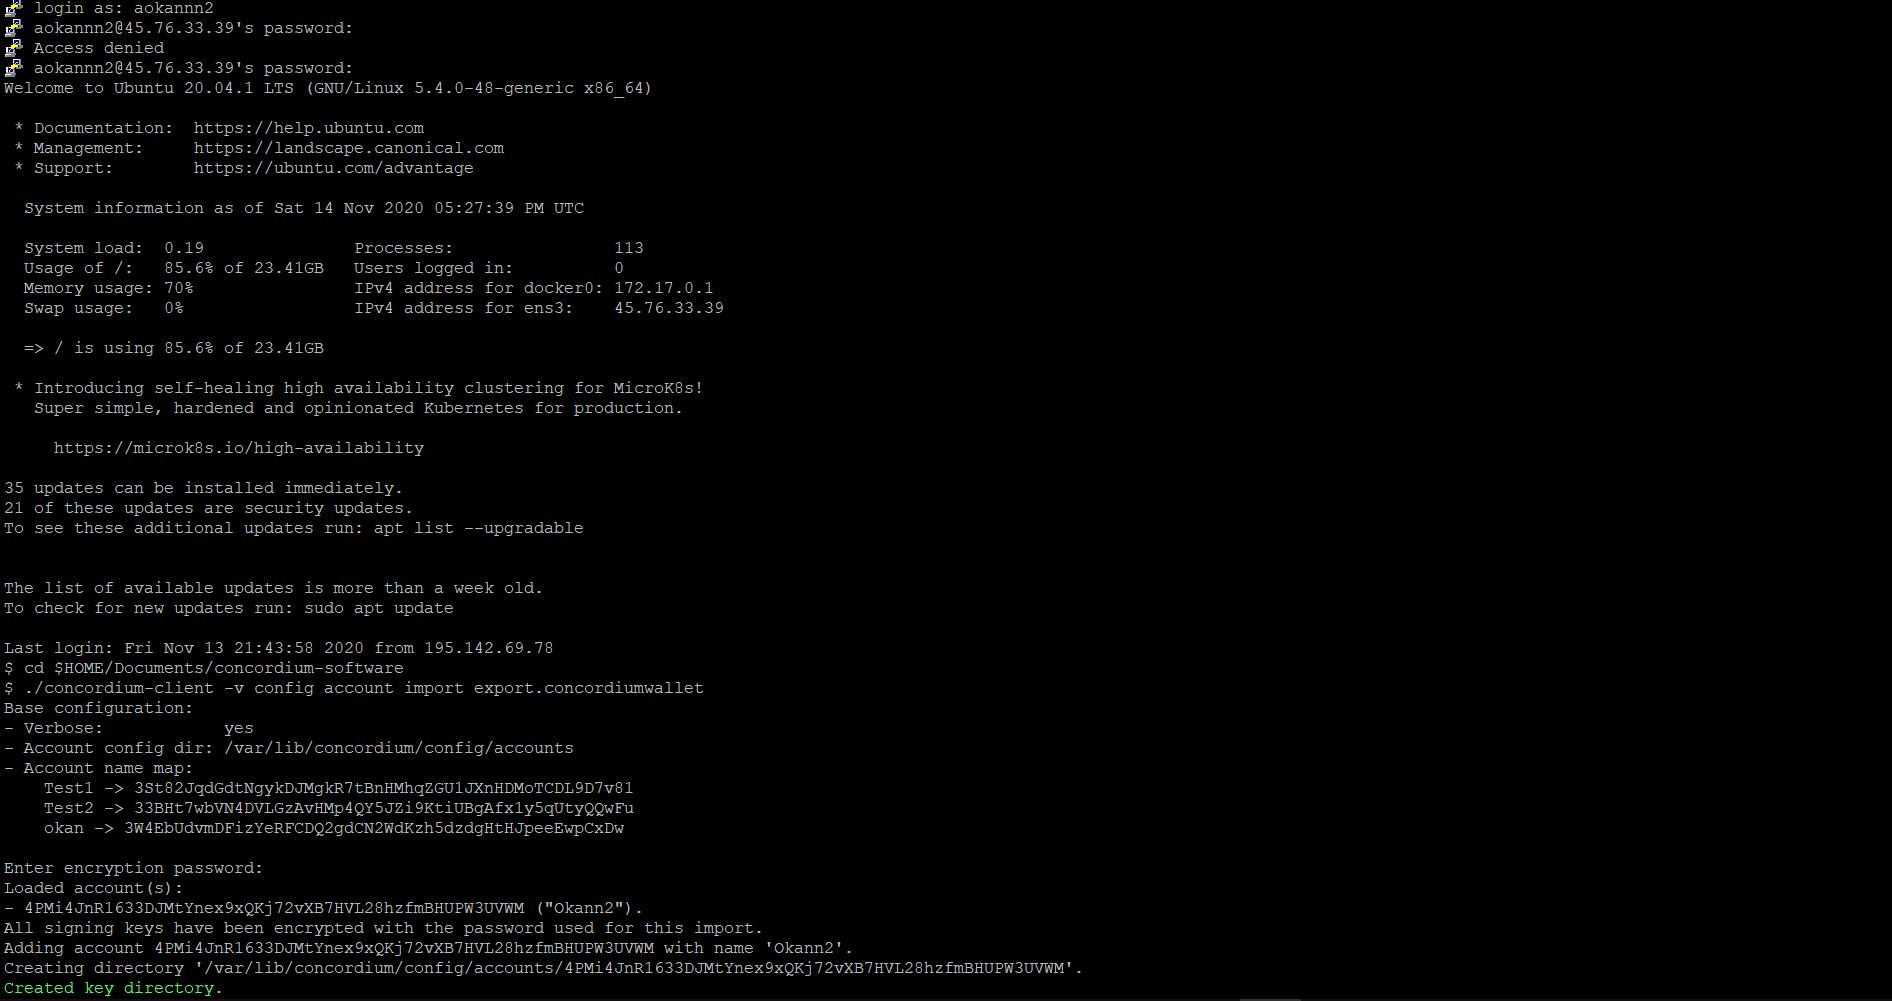 login as: aokannn2
aokannn2@45.76.33.39's password:
Access denied
aokannn2@45.76.33.39's password:
Welcome to Ubuntu 20.04.1 LTS (GNU/Linux 5.4.0-48-generic x86_64)
* Documentation:  https://help.ubuntu.com
* Management:     https://landscape.canonical.com
* Support:        https://ubuntu.com/advantage
System information as of Sat 14 Nov 2020 05:27:39 PM UTC
System load:  0.19               Processes:                113
Usage of /:   85.6% of 23.41GB   Users logged in:          0
Memory usage: 70%                IPv4 address for docker0: 172.17.0.1
Swap usage:   0%                 IPv4 address for ens3:    45.76.33.39
=> / is using 85.6% of 23.41GB
* Introducing self-healing high availability clustering for MicroK8s!
Super simple, hardened and opinionated Kubernetes for production.
https://microk8s.io/high-availability
35 updates can be installed immediately.
21 of these updates are security updates.
To see these additional updates run: apt list --upgradable
The list of available updates is more than a week old.
To check for new updates run: sudo apt update
Last login: Fri Nov 13 21:43:58 2020 from 195.142.69.78
$ cd $HOME/Documents/concordium-software
$ ./concordium-client -v config account import export.concordiumwallet
Base configuration:
- Verbose:            yes
- Account config dir: /var/lib/concordium/config/accounts
- Account name map:
Test1 -> 3St82JqdGdtNgykDJMgkR7tBnHMhqZGU1JXnHDMoTCDL9D7v81
Test2 -> 33BHt7wbVN4DVLGzAvHMp4QY5JZi9KtiUBgAfx1y5qUtyQQwFu
okan -> 3W4EbUdvmDFizYeRFCDQ2gdCN2WdKzh5dzdgHtHJpeeEwpCxDw
Enter encryption password:
Loaded account(s):
- 4PMi4JnR1633DJMtYnex9xQKj72vXB7HVL28hzfmBHUPW3UVWM ("Okann2").
All signing keys have been encrypted with the password used for this import.
Adding account 4PMi4JnR1633DJMtYnex9xQKj72vXB7HVL28hzfmBHUPW3UVWM with name 'Okann2'.
Creating directory '/var/lib/concordium/config/accounts/4PMi4JnR1633DJMtYnex9xQKj72vXB7HVL28hzfmBHUPW3UVWM'.
Created key directory.